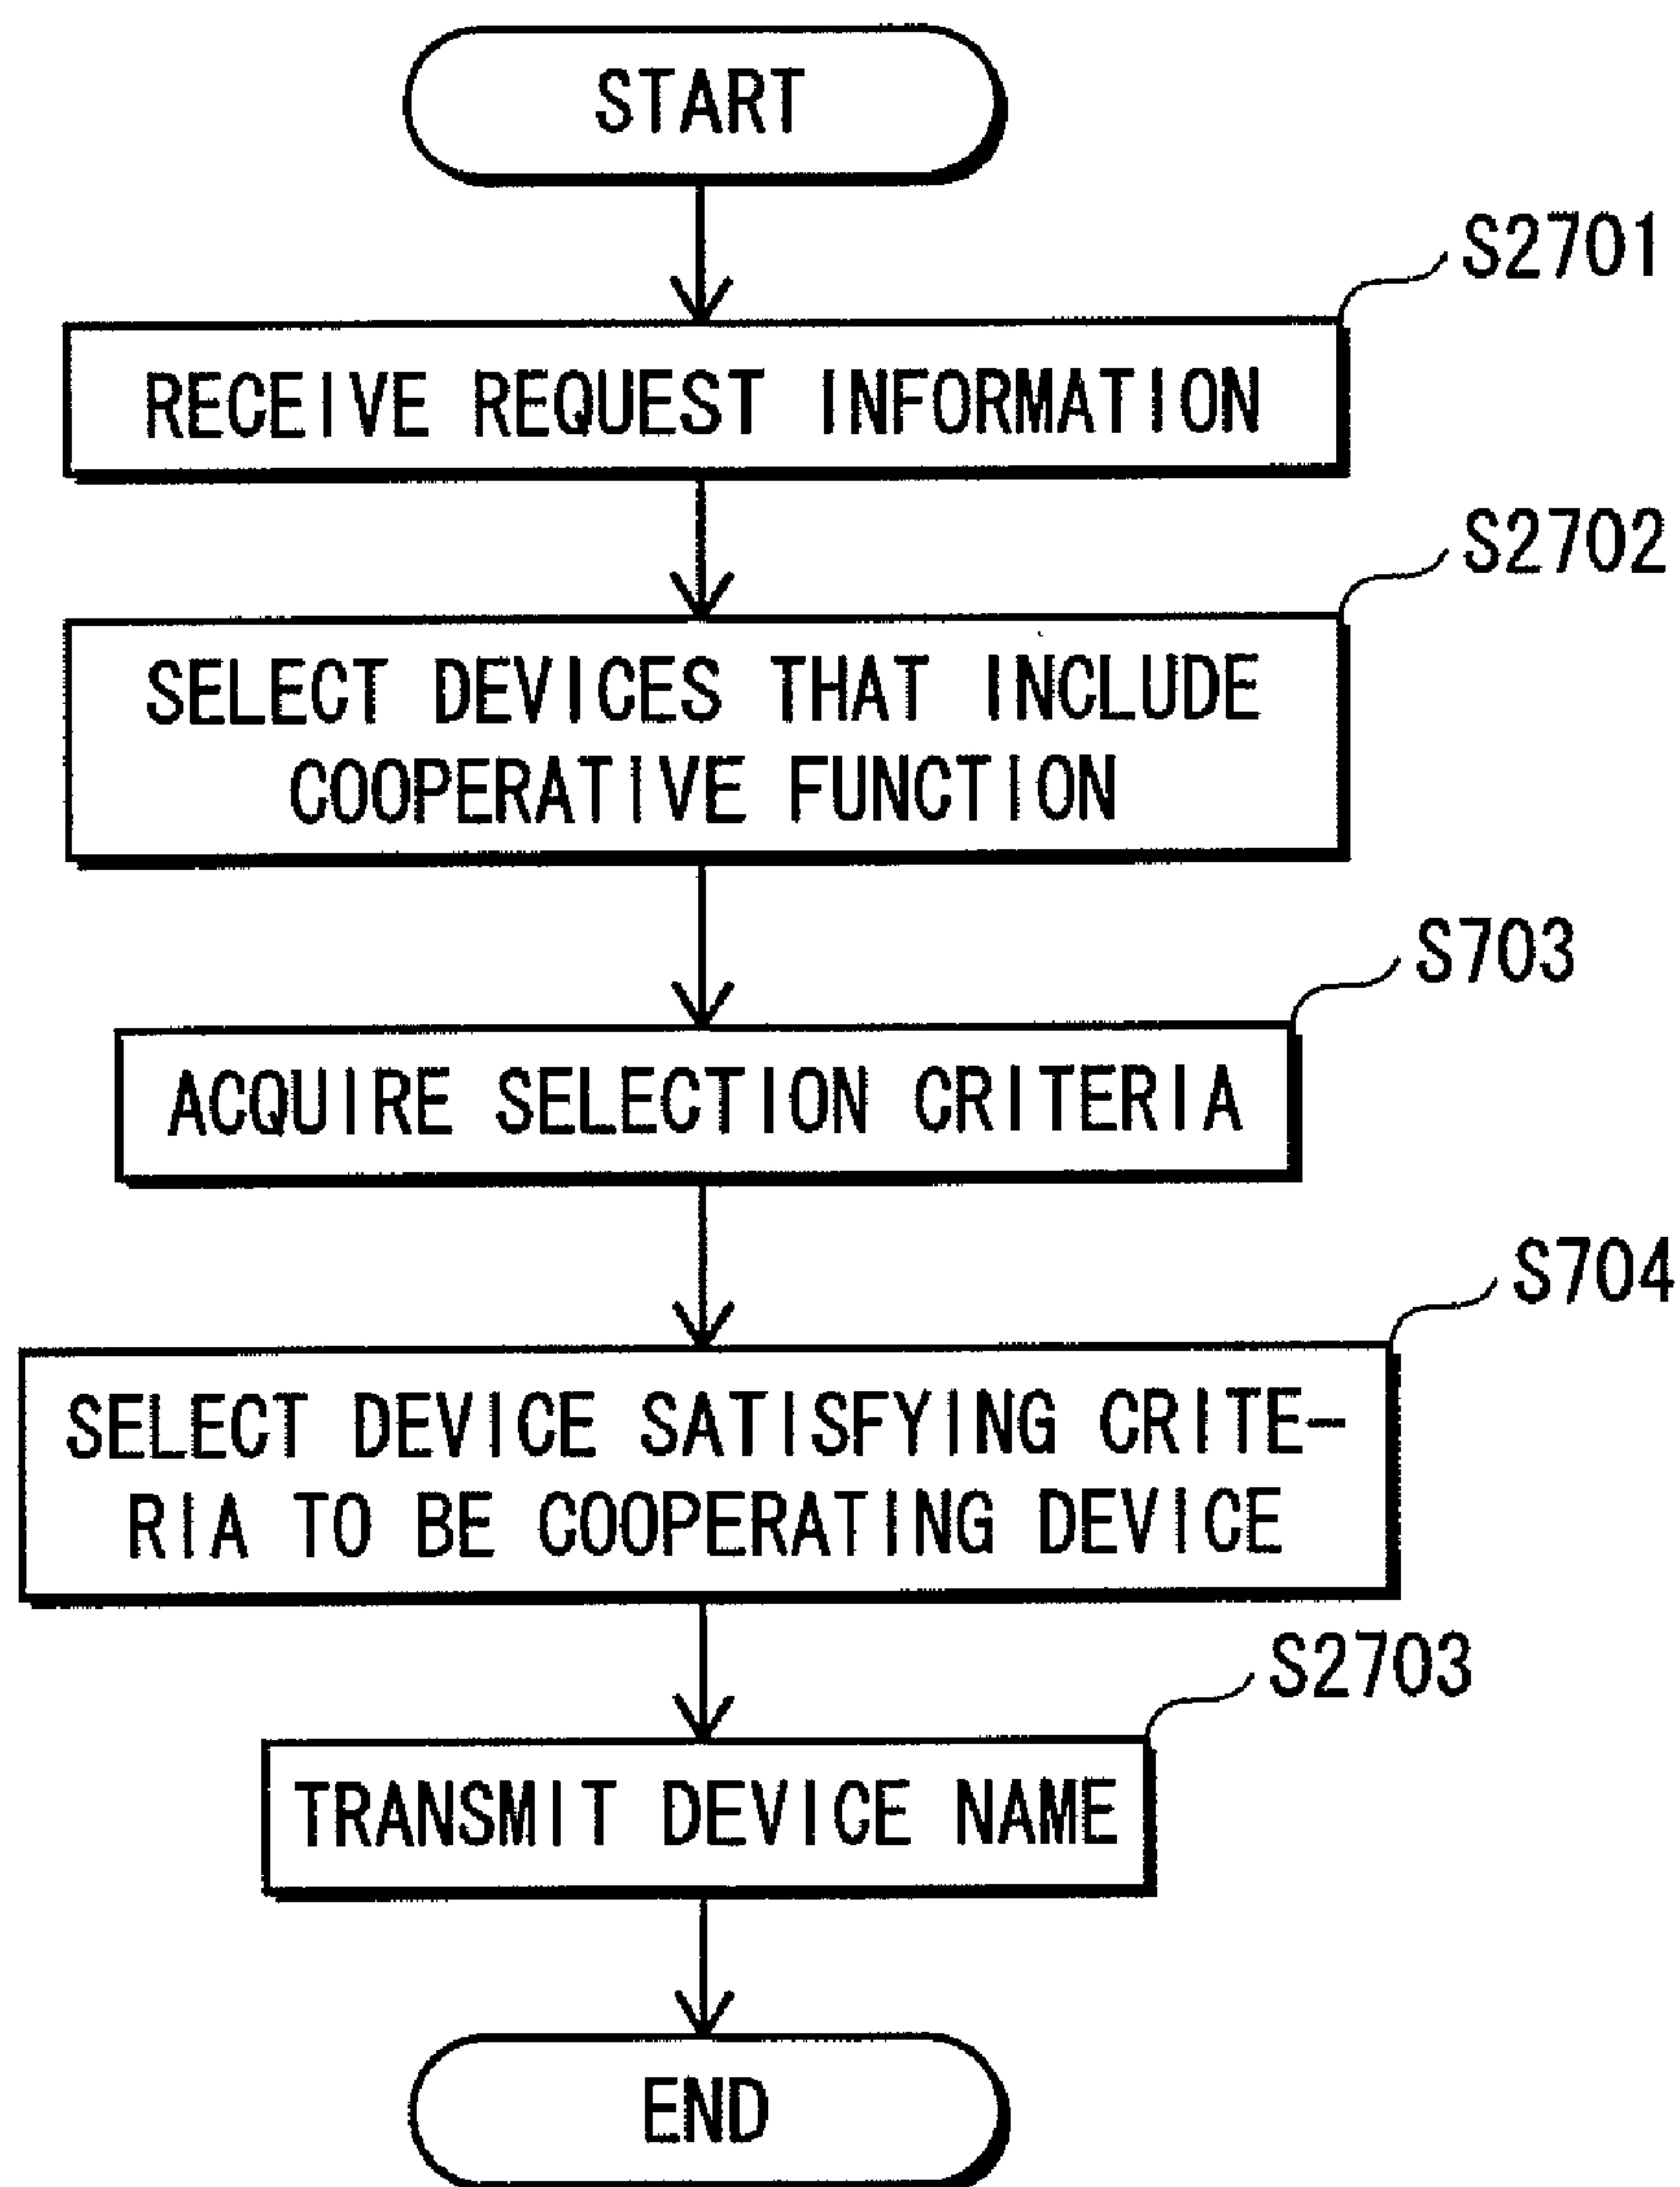 START
S2701
RECEIVE REQUEST INFORMATION
S2702
SELECT DEVICES THAT INCLUDE
COOPERATIVE FUNCTION
S703
ACQUIRE SELECTION CRITERIA
S704
SELECT DEVICE SATISFYING CRITE-
RIA TO BE COOPERATING DEVICE
S2703
TRANSMIT DEVICE NAME
END